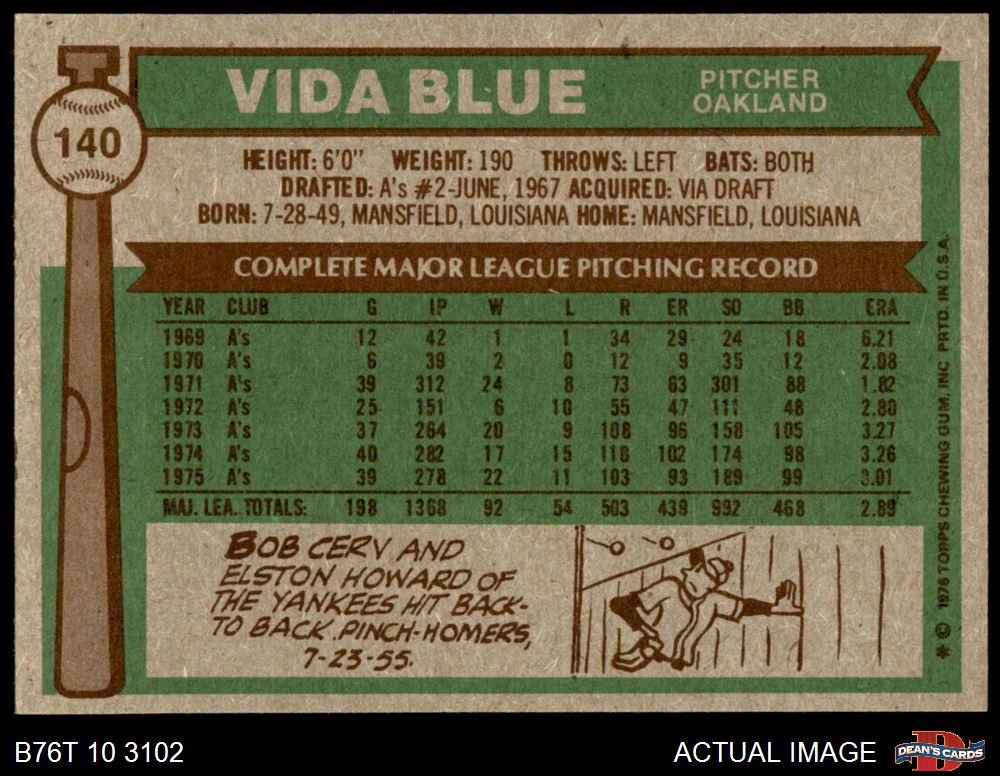 VIDA BLUE
PITCHER
OAKLAND
140
HEIGHT: 6'0" WEIGHT: 190 THROWS: LEFT BATS: BOTH
DRAFTED: A's #2-JUNE, 1967 ACQUIRED: VIA DRAFT
BORN: 7-28-49, MANSFIELD, LOUISIANA HOME: MANSFIELD, LOUISIANA
COMPLETE MAJOR LEAGUE PITCHING RECORD
YEAR CLUB G IP W L R ER SO BB ERA
1969 A's 12 42 1 1 34 29 24 18 6.21
1970 A's 6 39 2 0 12 9 35 12 2.08
1971 A's 39 312 24 8 73 63 301 88 1.82
1972 A's 25 151 6 10 55 47 111 48 2.80
1973 A's 37 264 20 9 108 96 158 105 3.27
1974 A's 40 282 17 15 118 102 174 98 3.26
1975 A's 39 278 22 11 103 93 189 99 3.01
MAJ. LEA. TOTALS: 198 1368 92 54 503 439 992 468 2.89
BOB CERV AND
ELSTON HOWARD OF
THE YANKEES HIT BACK-
TO BACK PINCH-HOMERS,
7-23-55.
* © 1976 TOPPS CHEWING GUM, INC PRTD. IN U.S.A.
B76T 10 3102
ACTUAL IMAGE
D
DEAN'S CARDS